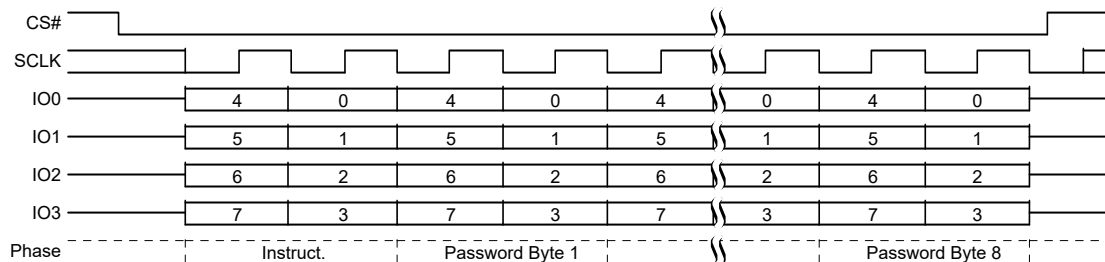 CS#
SCLK
IO0 4 0 4 0 4 0 4 0
IO1 5 1 5 1 5 1 5 1
IO2 6 2 6 2 6 2 6 2
IO3 7 3 7 3 7 3 7 3
Phase Instruct. Password Byte 1 Password Byte 8